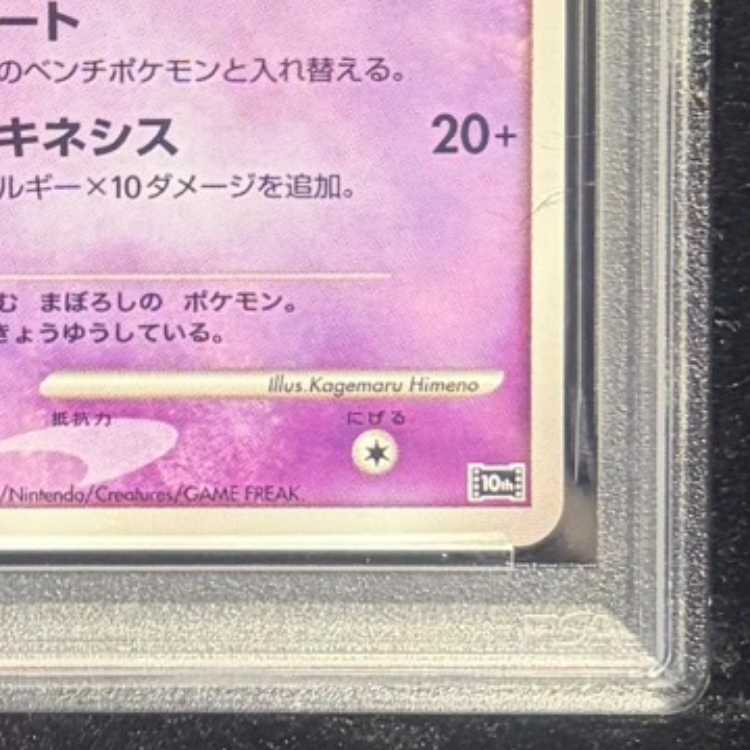 ート
のベンチポケモンと入れ替える。
キネシス 20+
ルギー×10ダメージを追加。
む まぼろしの ポケモン。
きょうゆうしている。
Illus.Kagemaru Himeno
抵抗力 にげる
/Nintendo/Creatures/GAME FREAK.
10th
PSA